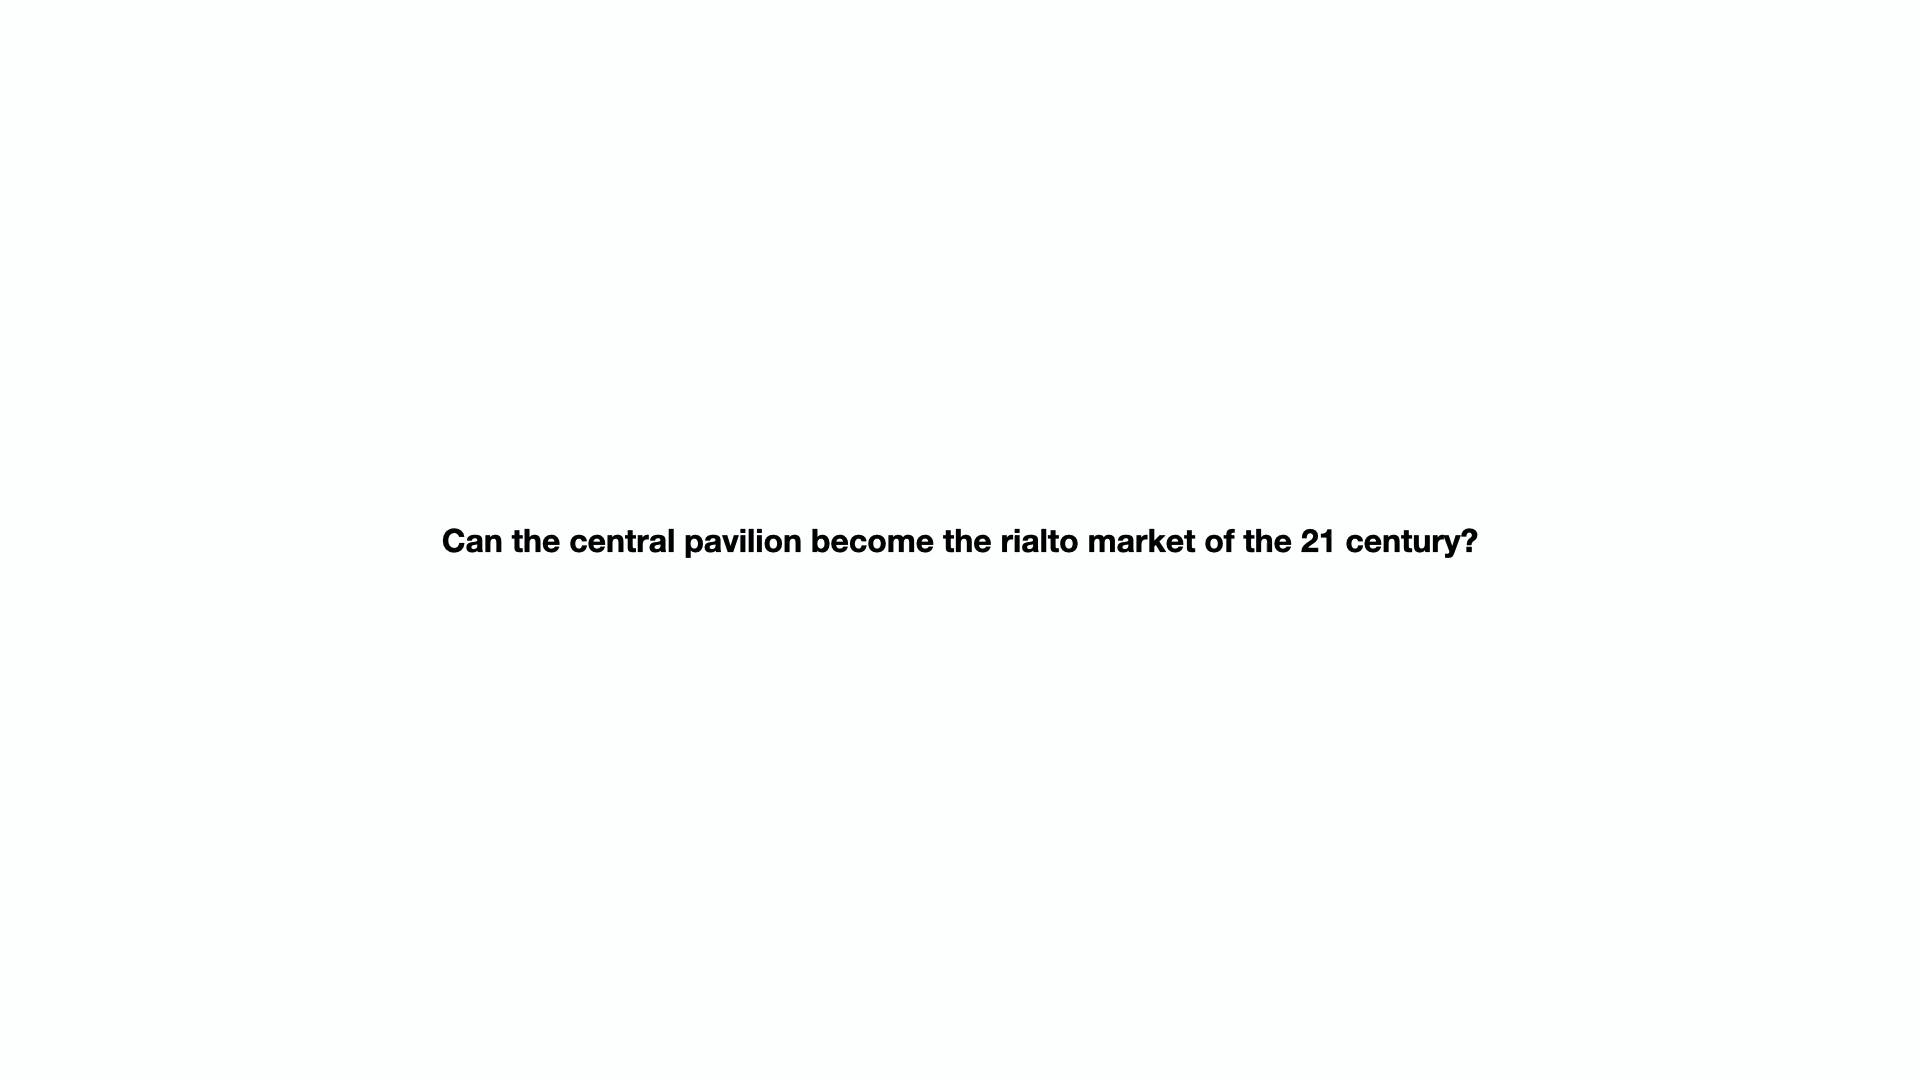 Can the central pavilion become the rialto market of the 21 century?